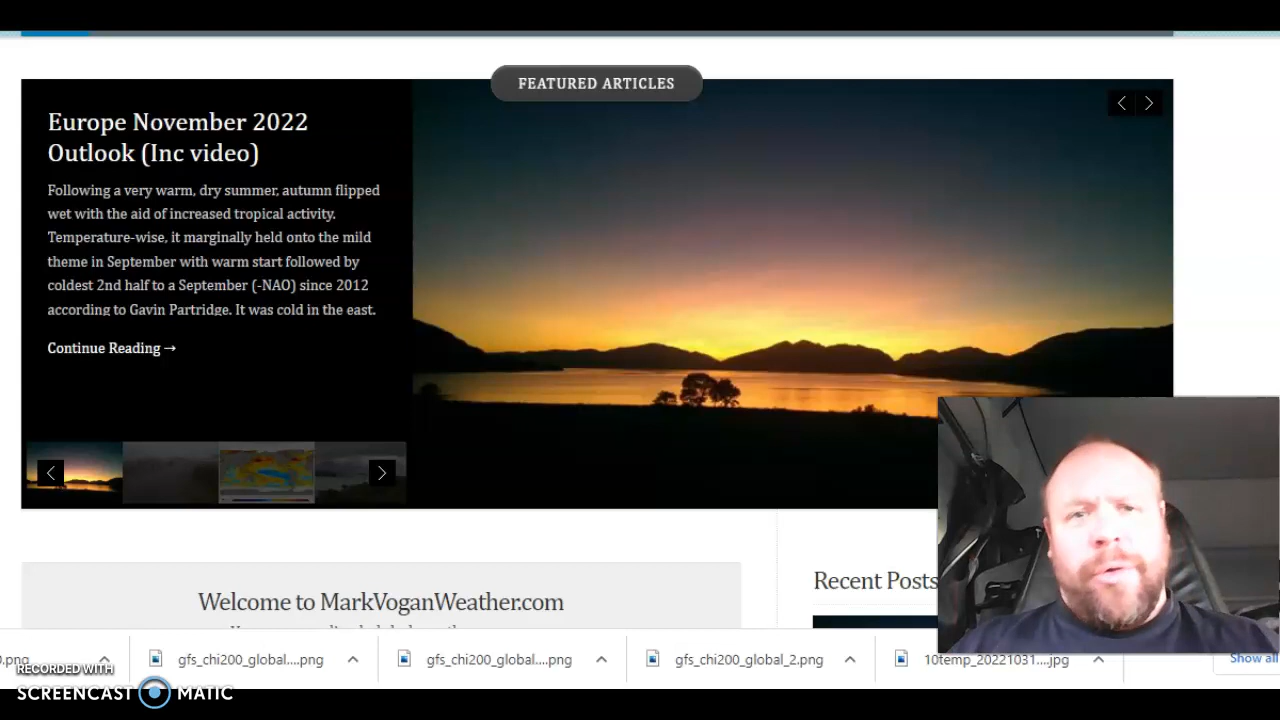 FEATURED ARTICLES
Europe November 2022
Outlook (Inc video)
Following a very warm, dry summer, autumn flipped
wet with the aid of increased tropical activity.
Temperature-wise, it marginally held onto the mild
theme in September with warm start followed by
coldest 2nd half to a September (-NAO) since 2012
according to Gavin Partridge. It was cold in the east.
Continue Reading →
Recent Posts
Welcome to MarkVoganWeather.com
.png
gfs_chi200_global....png
gfs_chi200_global....png
gfs_chi200_global_2.png
10temp_20221031....jpg
Show all
RECORDED WITH
SCREENCAST MATIC